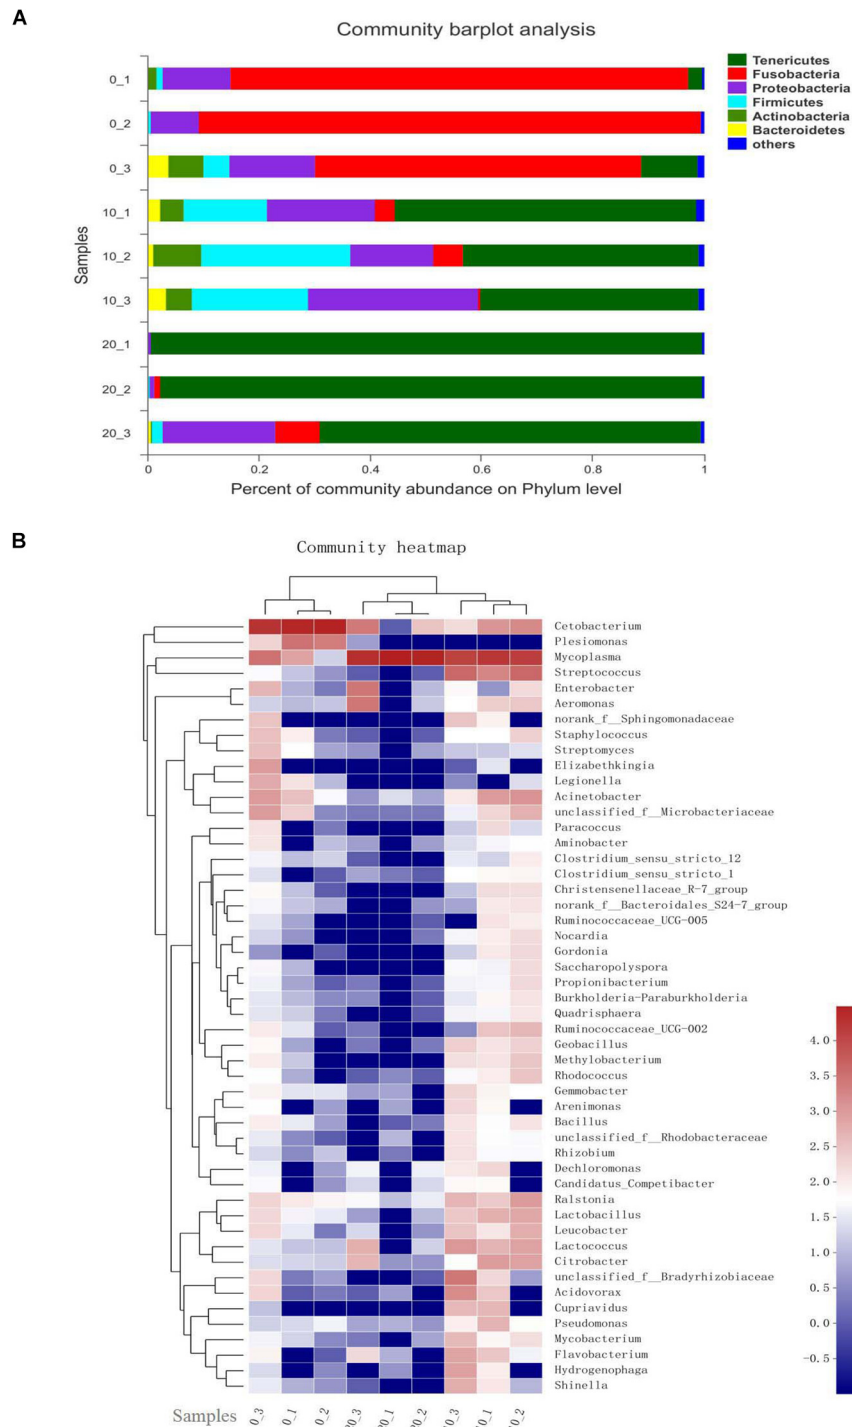 A
Community barplot analysis
Tenericutes
Fusobacteria
Proteobacteria
Firmicutes
Actinobacteria
Bacteroidetes
others
Samples
0_1
0_2
0_3
10_1
10_2
10_3
20_1
20_2
20_3
0
0.2
0.4
0.6
0.8
1
Percent of community abundance on Phylum level
B
Community heatmap
Cetobacterium
Plesiomonas
Mycoplasma
Streptococcus
Enterobacter
Aeromonas
norank_f__Sphingomonadaceae
Staphylococcus
Streptomyces
Elizabethkingia
Legionella
Acinetobacter
unclassified_f__Microbacteriaceae
Paracoccus
Aminobacter
Clostridium_sensu_stricto_12
Clostridium_sensu_stricto_1
Christensenellaceae_R-7_group
norank_f__Bacteroidales_S24-7_group
Ruminococcaceae_UCG-005
Nocardia
Gordonia
Saccharopolyspora
Propionibacterium
Burkholderia-Paraburkholderia
Quadrisphaera
Ruminococcaceae_UCG-002
Geobacillus
Methylobacterium
Rhodococcus
Gemmobacter
Arenimonas
Bacillus
unclassified_f__Rhodobacteraceae
Rhizobium
Dechloromonas
Candidatus_Competibacter
Ralstonia
Lactobacillus
Leucobacter
Lactococcus
Citrobacter
unclassified_f__Bradyrhizobiaceae
Acidovorax
Cupriavidus
Pseudomonas
Mycobacterium
Flavobacterium
Hydrogenophaga
Shinella
4.0
3.5
3.0
2.5
2.0
1.5
1.0
0.5
0.0
-0.5
Samples